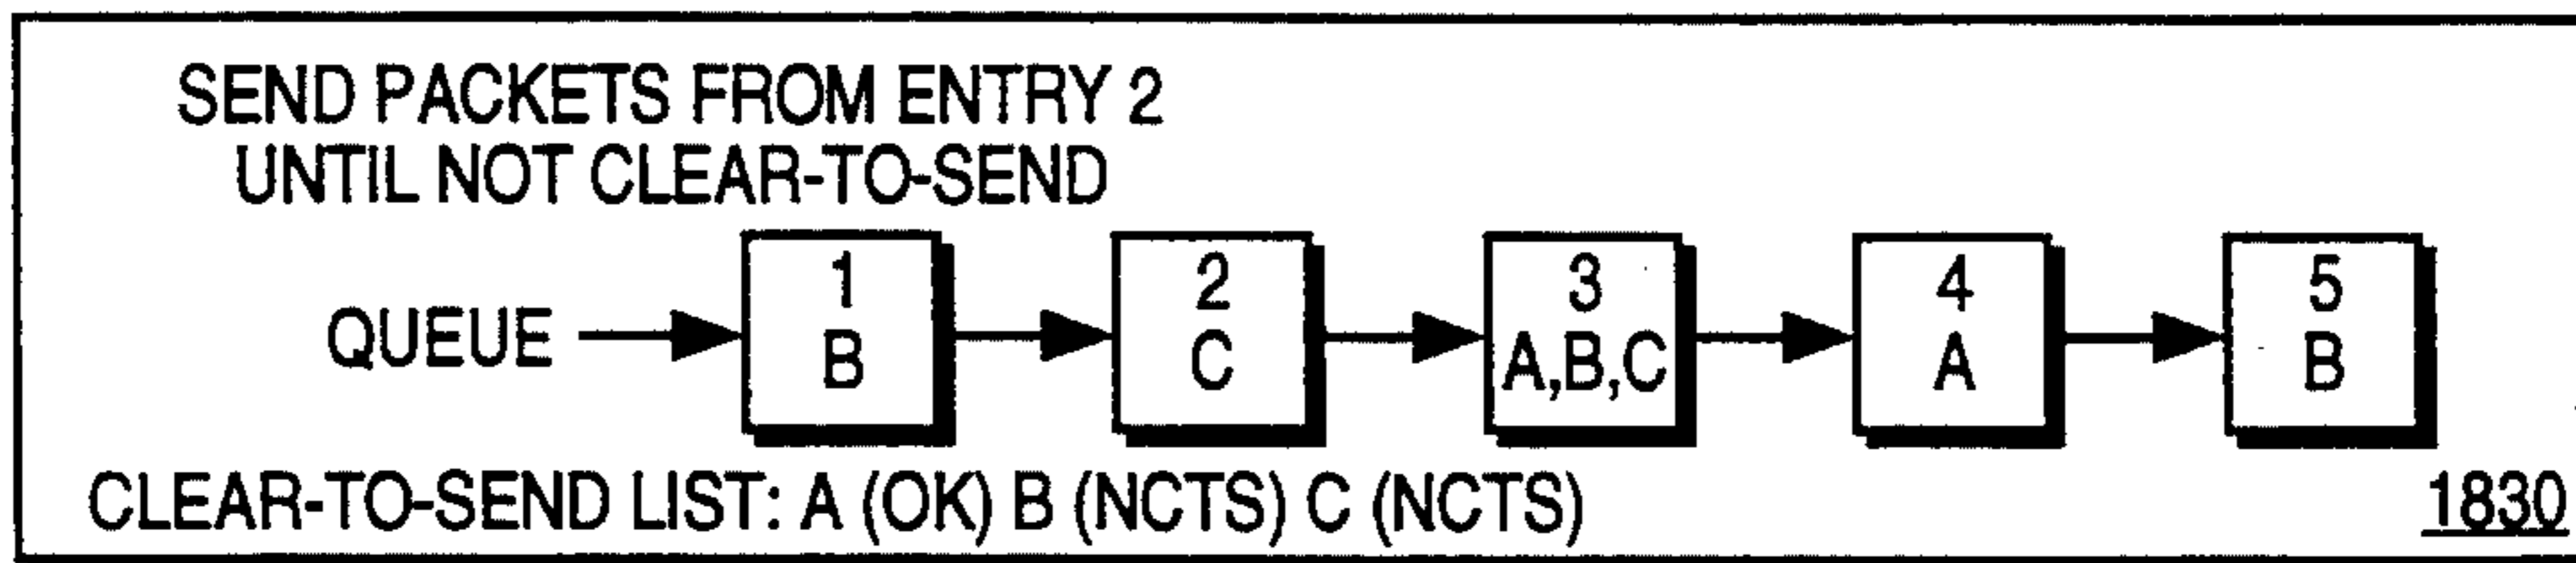 SEND PACKETS FROM ENTRY 2
UNTIL NOT CLEAR-TO-SEND
QUEUE
1
B
2
C
3
A,B,C
4
A
5
B
CLEAR-TO-SEND LIST: A (OK) B (NCTS) C (NCTS)
1830